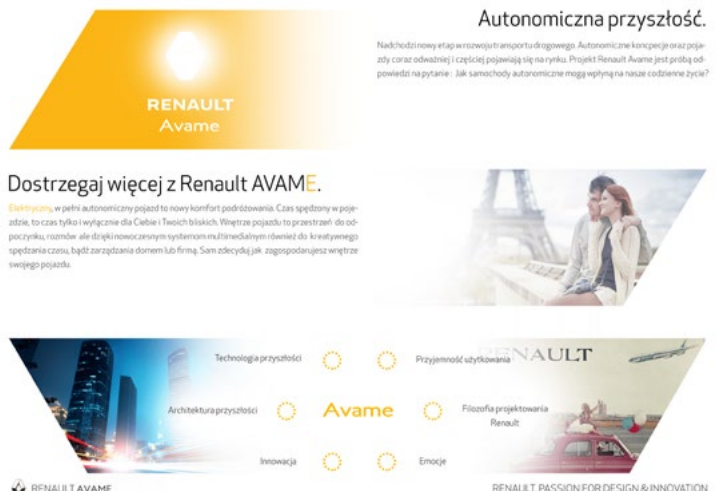 RENAULT
Avame
Autonomiczna przyszłość.
Nadchodzi nowy etap w rozwoju transportu drogowego. Autonomiczne koncpecje oraz poja-
zdy coraz odważniej i częściej pojawiają się na rynku. Projekt Renault Avame jest próbą od-
powiedzi na pytanie : Jak samochody autonomiczne mogą wpłyną na nasze codzienne życie?
Dostrzegaj więcej z Renault AVAME.
Elektryczny, w pełni autonomiczny pojazd to nowy komfort podróżowania. Czas spędzony w poje-
zdzie, to czas tylko i wyłącznie dla Ciebie i Twoich bliskich. Wnętrze pojazdu to przestrzeń do od-
poczynku, rozmów ale dzięki nowoczesnym systemom multimedialnym również do kreatywnego
spędzania czasu, bądź zarządzania domem lub firmą. Sam zdecyduj jak zagospodarujesz wnętrze
swojego pojazdu.
Technologia przyszłości
Przyjemność użytkowania
RENAULT
Architektura przyszłości
Avame
Filozofia projektowania
Renault
Innowacja
Emocje
RENAULT AVAME
RENAULT PASSION FOR DESIGN & INNOVATION